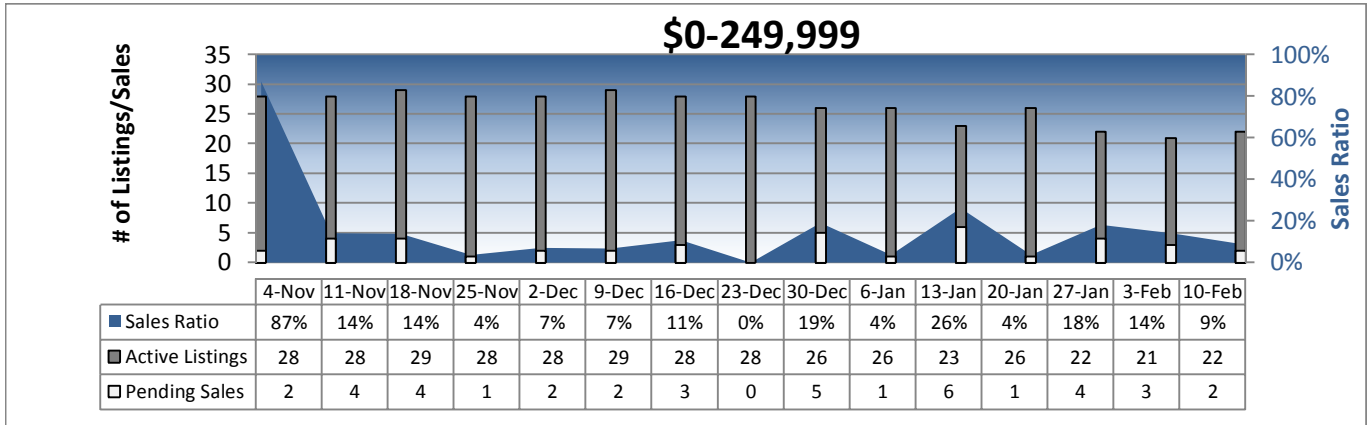 $0-249,999
# of Listings/Sales
35
30
25
20
15
10
5
0
100%
80%
60%
40%
20%
0%
Sales Ratio
4-Nov 11-Nov 18-Nov 25-Nov 2-Dec 9-Dec 16-Dec 23-Dec 30-Dec 6-Jan 13-Jan 20-Jan 27-Jan 3-Feb 10-Feb
Sales Ratio 87% 14% 14% 4% 7% 7% 11% 0% 19% 4% 26% 4% 18% 14% 9%
Active Listings 28 28 29 28 28 29 28 28 26 26 23 26 22 21 22
Pending Sales 2 4 4 1 2 2 3 0 5 1 6 1 4 3 2